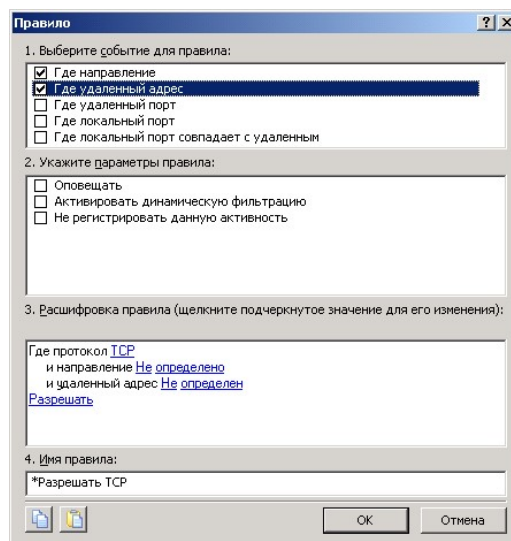 Правило
1. Выберите событие для правила:
Где направление
Где удаленный адрес
Где удаленный порт
Где локальный порт
Где локальный порт совпадает с удаленным
2. Укажите параметры правила:
Оповещать
Активировать динамическую фильтрацию
Не регистрировать данную активность
3. Расшифровка правила (щелкните подчеркнутое значение для его изменения):
Где протокол TCP
и направление Не определено
и удаленный адрес Не определен
Разрешать
4. Имя правила:
*Разрешать TCP
OK Отмена